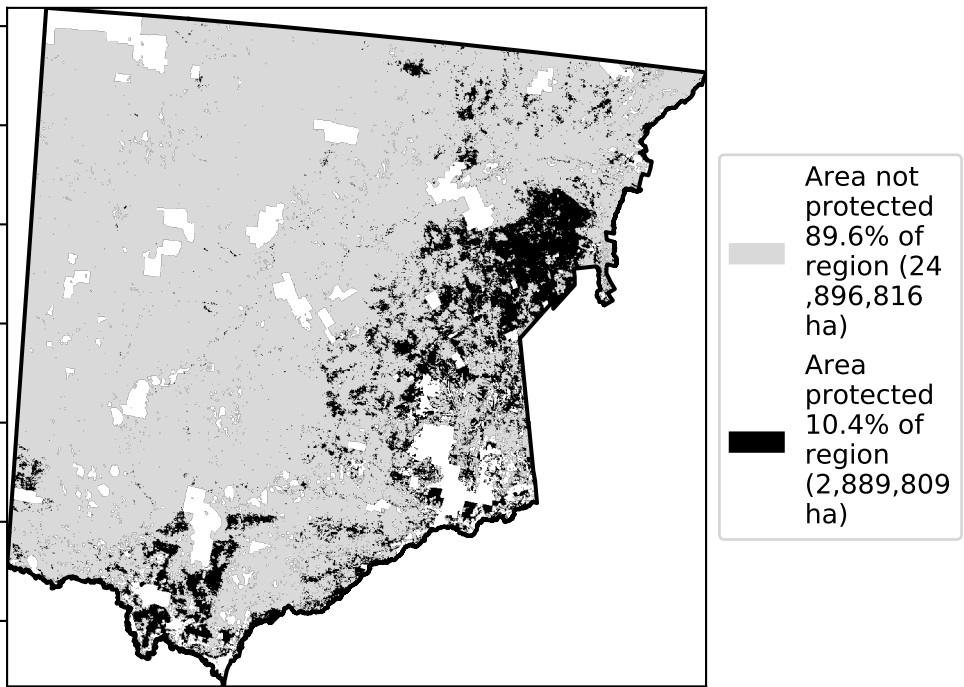 Area not
protected
89.6% of
region (24
,896,816
ha)
Area
protected
10.4% of
region
(2,889,809
ha)